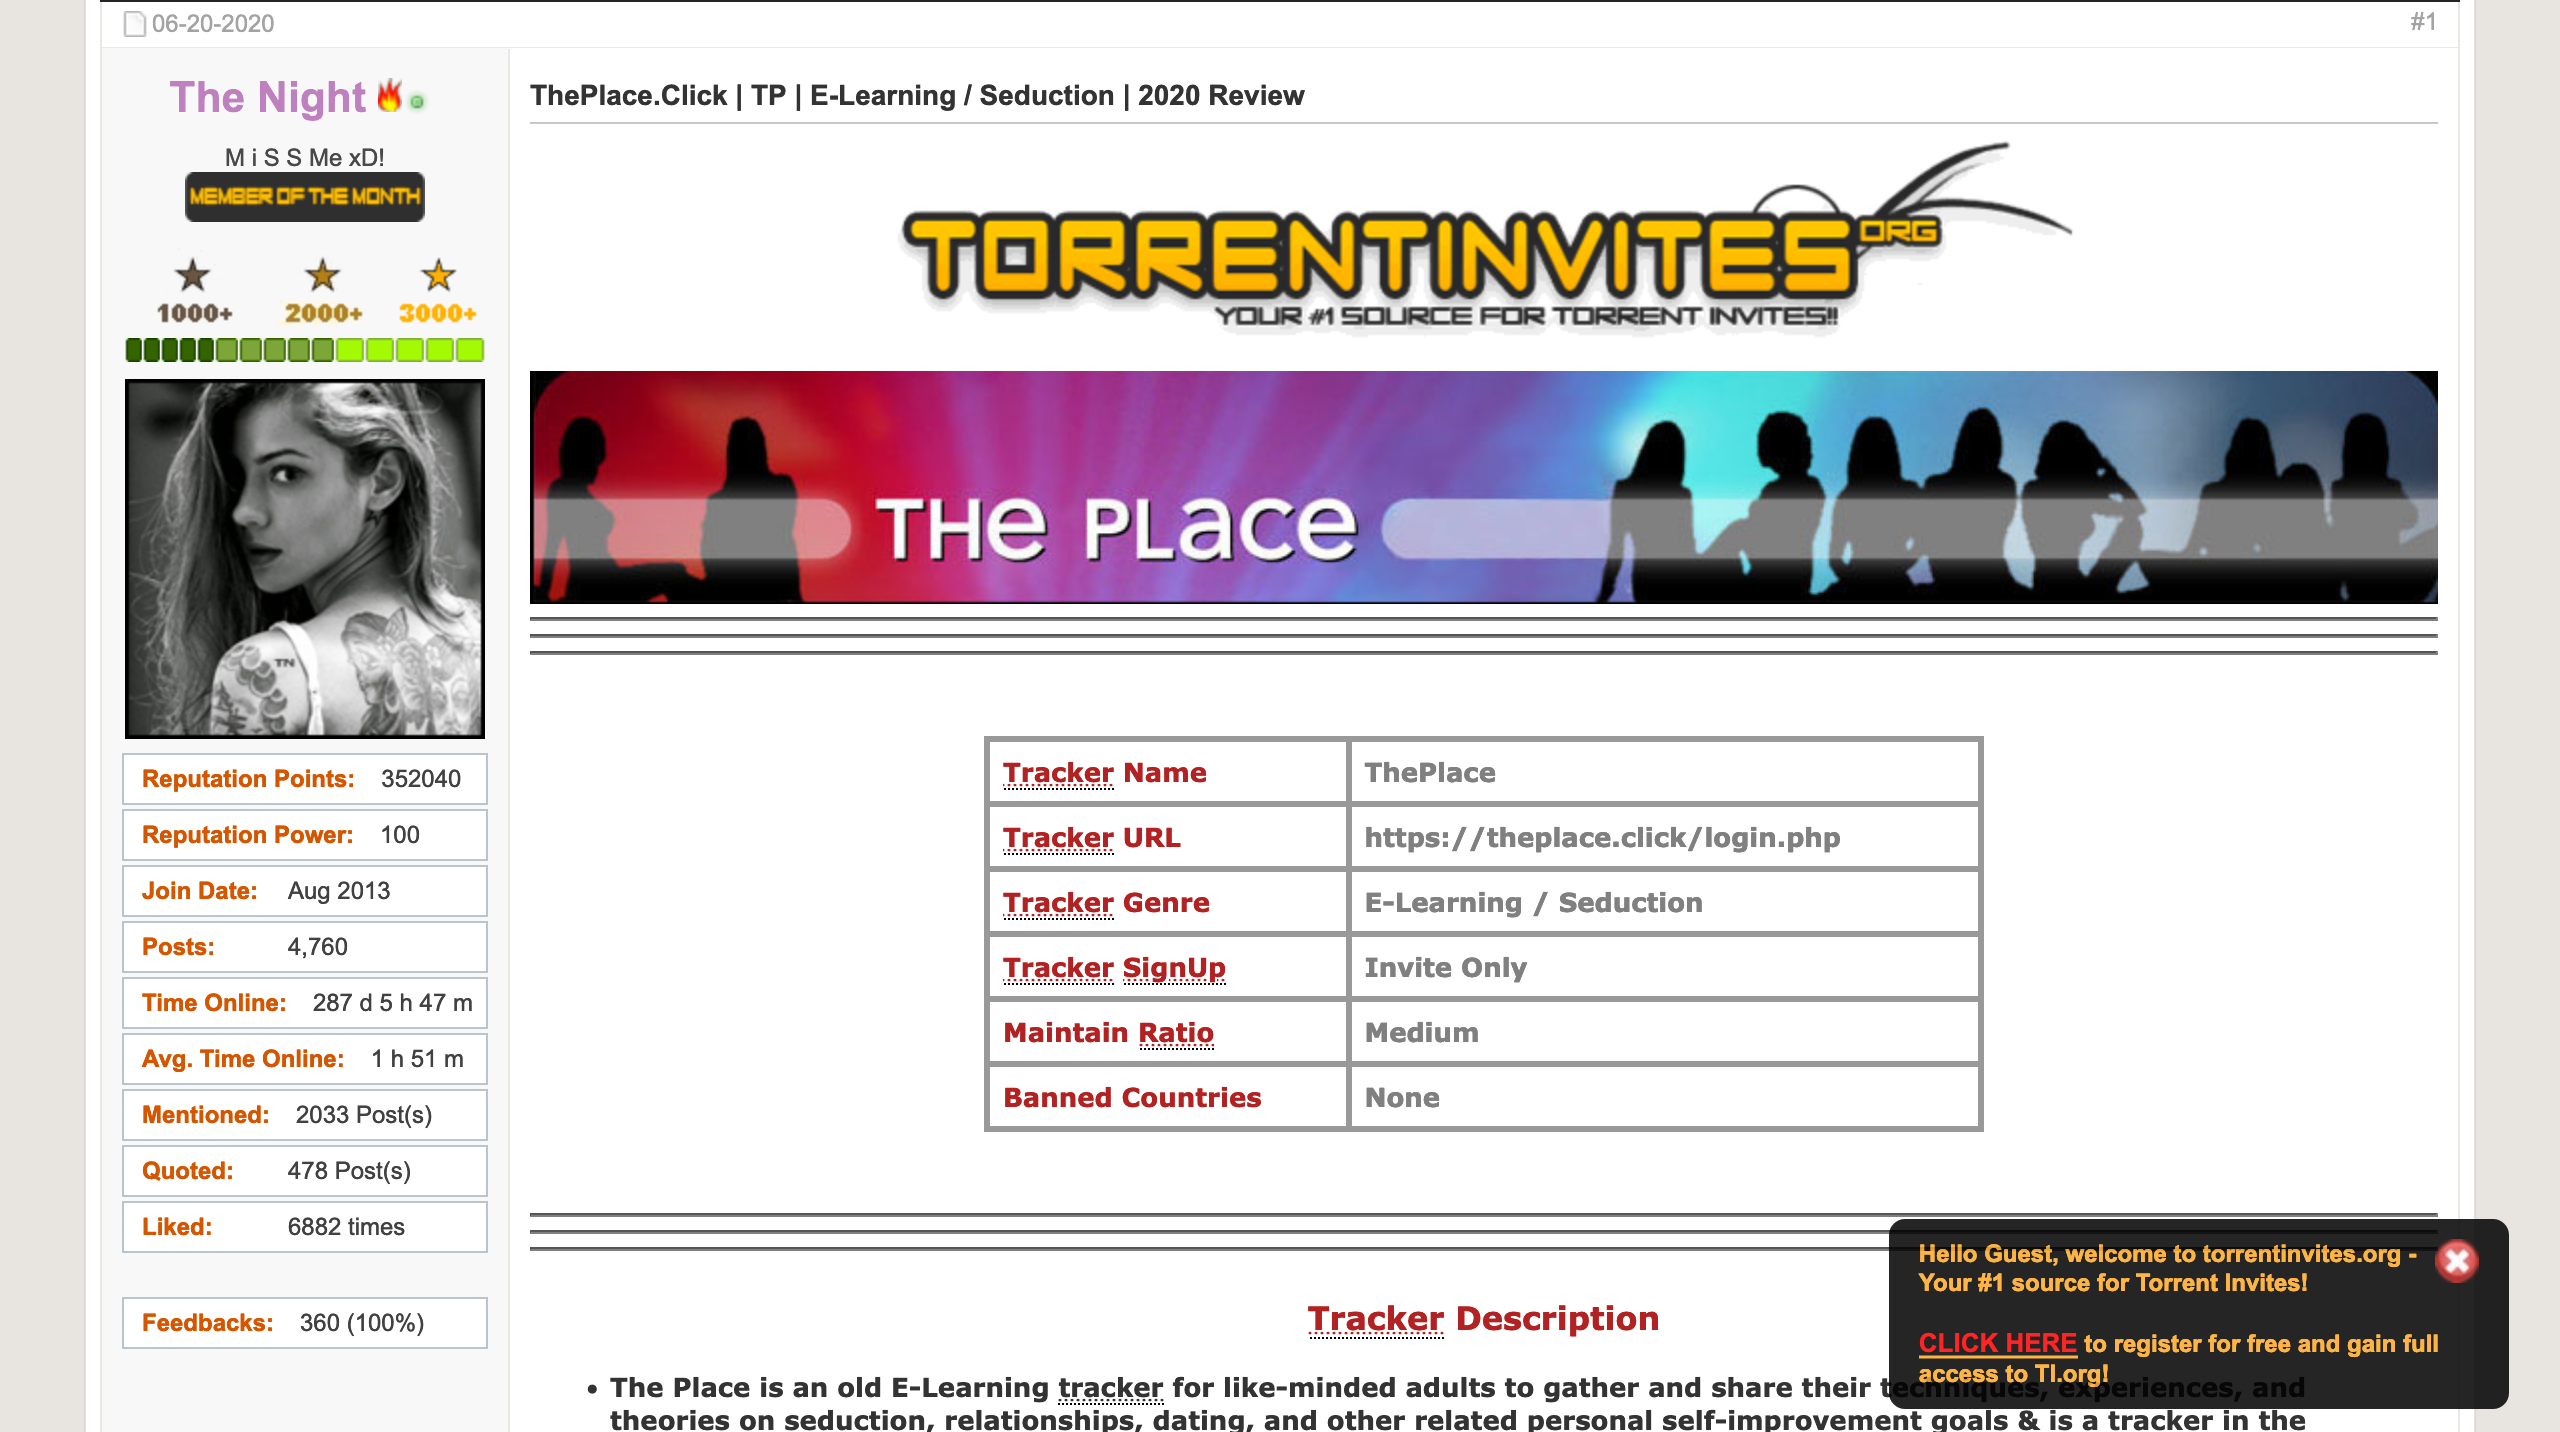 06-20-2020
#1
The Night
M i S S Me xD!
MEMBER OF THE MONTH
1000+ 2000+ 3000+
TN
Reputation Points: 352040
Reputation Power: 100
Join Date: Aug 2013
Posts: 4,760
Time Online: 287 d 5 h 47 m
Avg. Time Online: 1 h 51 m
Mentioned: 2033 Post(s)
Quoted: 478 Post(s)
Liked: 6882 times
Feedbacks: 360 (100%)
ThePlace.Click | TP | E-Learning / Seduction | 2020 Review
TORRENTINVITES ORG
YOUR #1 SOURCE FOR TORRENT INVITES!!
THe PLace
Tracker Name ThePlace
Tracker URL https://theplace.click/login.php
Tracker Genre E-Learning / Seduction
Tracker SignUp Invite Only
Maintain Ratio Medium
Banned Countries None
Tracker Description
• The Place is an old E-Learning tracker for like-minded adults to gather and share their techniques, experiences, and
theories on seduction, relationships, dating, and other related personal self-improvement goals & is a tracker in the
Hello Guest, welcome to torrentinvites.org -
Your #1 source for Torrent Invites!
CLICK HERE to register for free and gain full
access to TI.org!